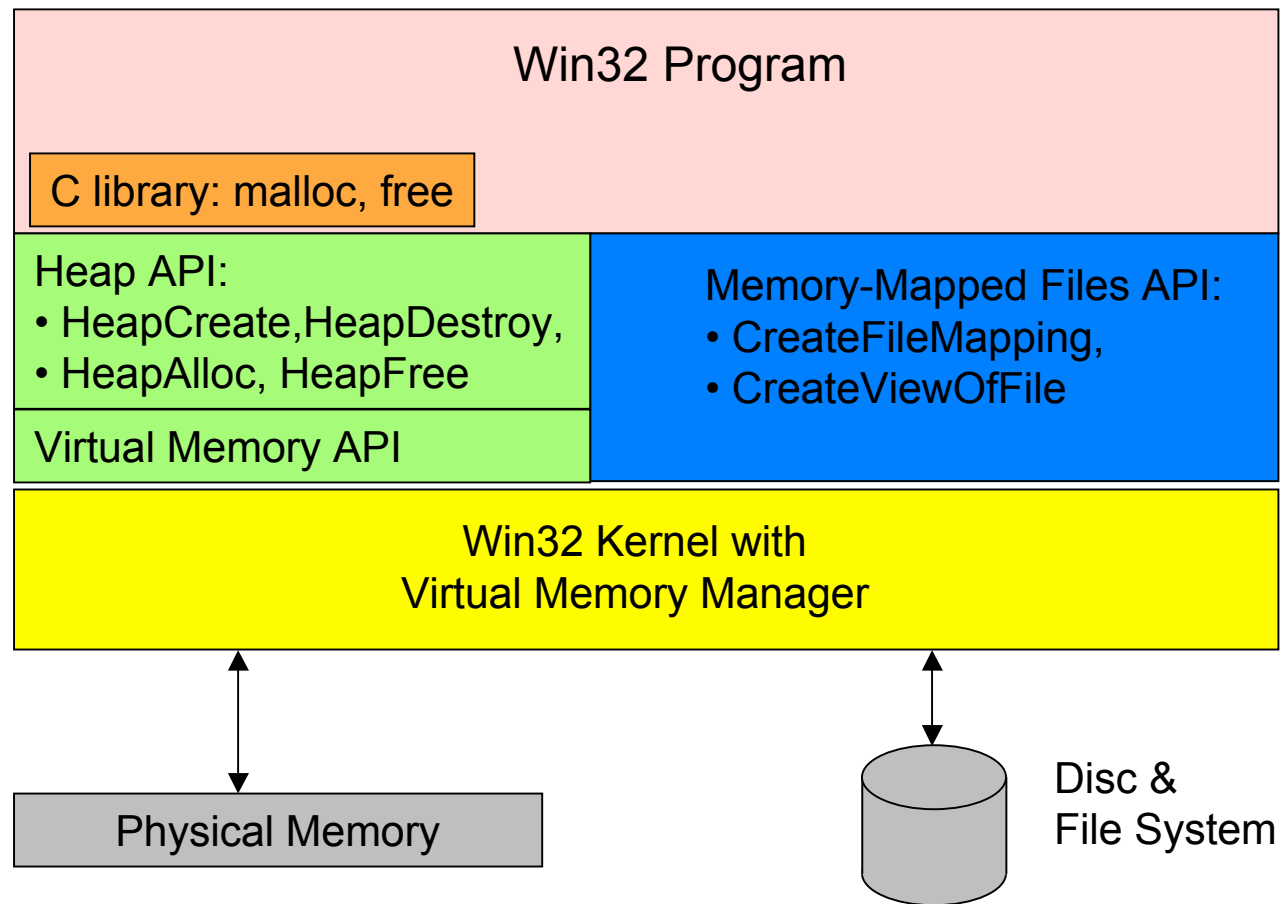 Win32 Program
C library: malloc, free
Heap API:
• HeapCreate,HeapDestroy,
• HeapAlloc, HeapFree
Virtual Memory API
Memory-Mapped Files API:
• CreateFileMapping,
• CreateViewOfFile
Win32 Kernel with
Virtual Memory Manager
Physical Memory
Disc &
File System